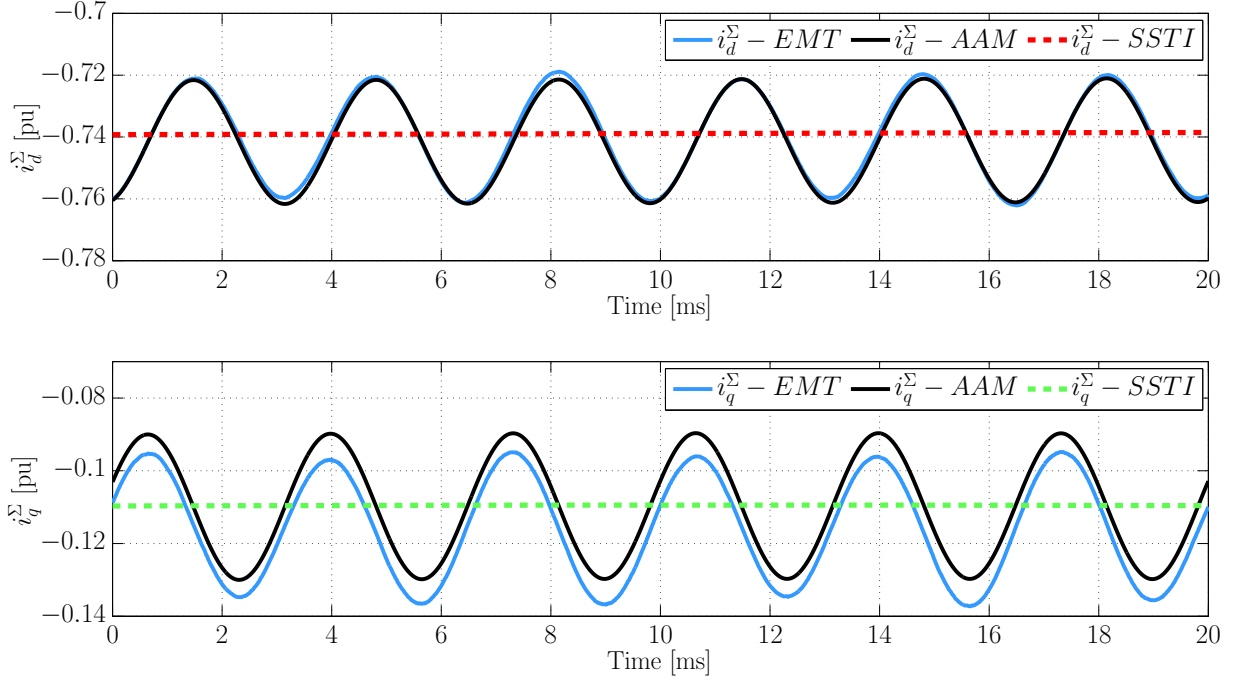 −0.7
i_d^Σ − EMT i_d^Σ − AAM i_d^Σ − SSTI
−0.72
−0.74
−0.76
−0.78
i_d^Σ [pu]
0 2 4 6 8 10 12 14 16 18 20
Time [ms]
i_q^Σ − EMT i_q^Σ − AAM i_q^Σ − SSTI
−0.08
−0.1
−0.12
−0.14
i_q^Σ [pu]
0 2 4 6 8 10 12 14 16 18 20
Time [ms]